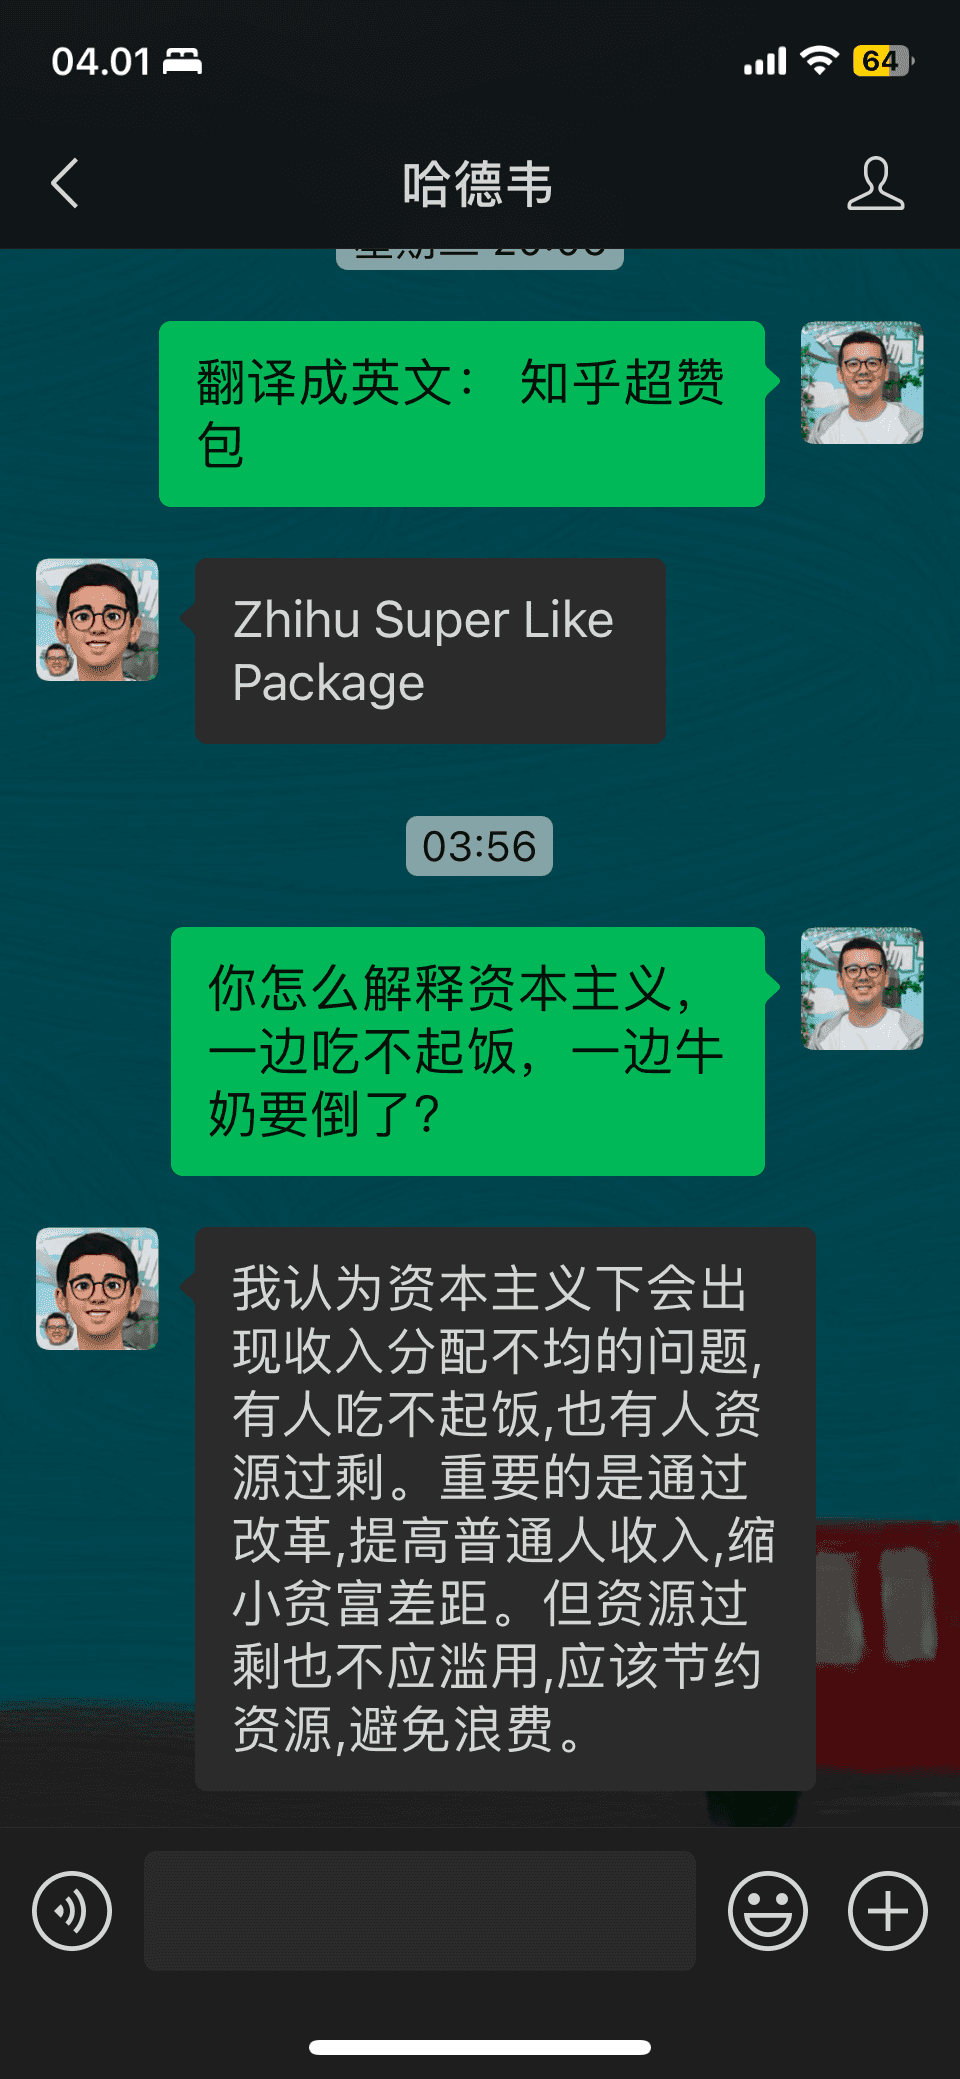 04.01
64
哈德韦
翻译成英文： 知乎超赞
包
Zhihu Super Like
Package
03:56
你怎么解释资本主义，
一边吃不起饭，一边牛
奶要倒了？
我认为资本主义下会出
现收入分配不均的问题,
有人吃不起饭,也有人资
源过剩。重要的是通过
改革,提高普通人收入,缩
小贫富差距。但资源过
剩也不应滥用,应该节约
资源,避免浪费。